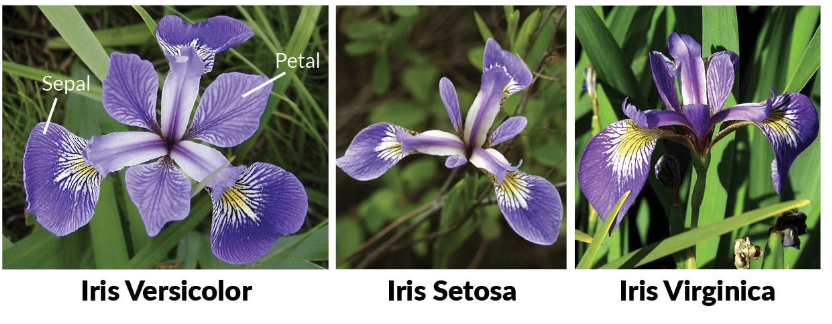 Sepal
Petal
Iris Versicolor
Iris Setosa
Iris Virginica